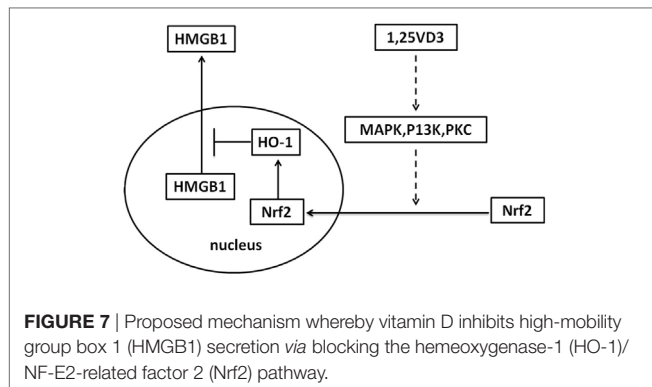 HMGB1
1,25VD3
MAPK,P13K,PKC
HO-1
HMGB1
Nrf2
Nrf2
nucleus
FIGURE 7 | Proposed mechanism whereby vitamin D inhibits high-mobility
group box 1 (HMGB1) secretion via blocking the hemeoxygenase-1 (HO-1)/
NF-E2-related factor 2 (Nrf2) pathway.